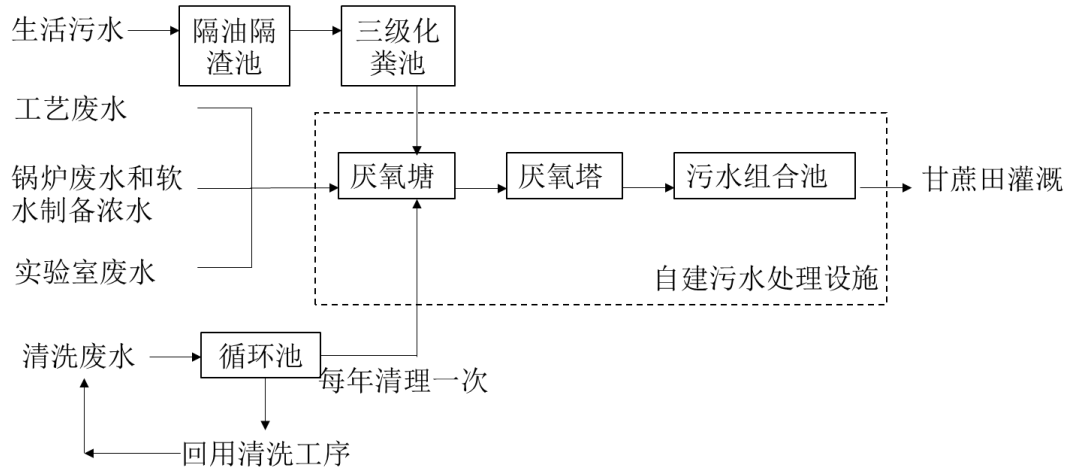 生活污水
隔油隔
渣池
三级化
粪池
工艺废水
锅炉废水和软
水制备浓水
厌氧塘
厌氧塔
污水组合池
甘蔗田灌溉
实验室废水
自建污水处理设施
清洗废水
循环池
每年清理一次
回用清洗工序